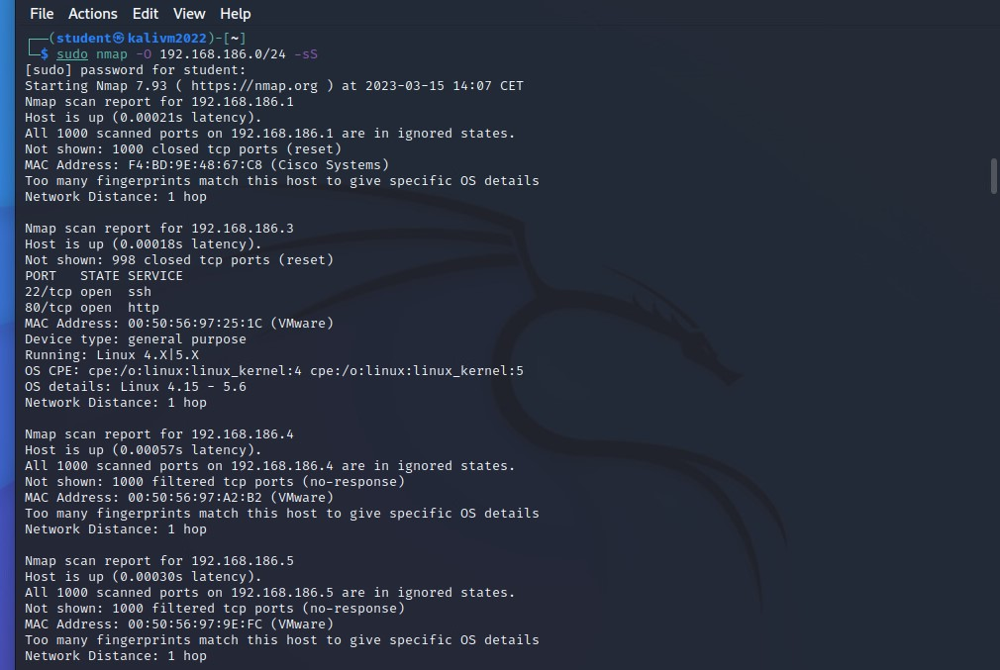 File Actions Edit View Help
┌──(student㉿kalivm2022)-[~]
└─$ sudo nmap -O 192.168.186.0/24 -sS
[sudo] password for student:
Starting Nmap 7.93 ( https://nmap.org ) at 2023-03-15 14:07 CET
Nmap scan report for 192.168.186.1
Host is up (0.00021s latency).
All 1000 scanned ports on 192.168.186.1 are in ignored states.
Not shown: 1000 closed tcp ports (reset)
MAC Address: F4:BD:9E:48:67:C8 (Cisco Systems)
Too many fingerprints match this host to give specific OS details
Network Distance: 1 hop

Nmap scan report for 192.168.186.3
Host is up (0.00018s latency).
Not shown: 998 closed tcp ports (reset)
PORT   STATE SERVICE
22/tcp open  ssh
80/tcp open  http
MAC Address: 00:50:56:97:25:1C (VMware)
Device type: general purpose
Running: Linux 4.X|5.X
OS CPE: cpe:/o:linux:linux_kernel:4 cpe:/o:linux:linux_kernel:5
OS details: Linux 4.15 - 5.6
Network Distance: 1 hop

Nmap scan report for 192.168.186.4
Host is up (0.00057s latency).
All 1000 scanned ports on 192.168.186.4 are in ignored states.
Not shown: 1000 filtered tcp ports (no-response)
MAC Address: 00:50:56:97:A2:B2 (VMware)
Too many fingerprints match this host to give specific OS details
Network Distance: 1 hop

Nmap scan report for 192.168.186.5
Host is up (0.00030s latency).
All 1000 scanned ports on 192.168.186.5 are in ignored states.
Not shown: 1000 filtered tcp ports (no-response)
MAC Address: 00:50:56:97:9E:FC (VMware)
Too many fingerprints match this host to give specific OS details
Network Distance: 1 hop